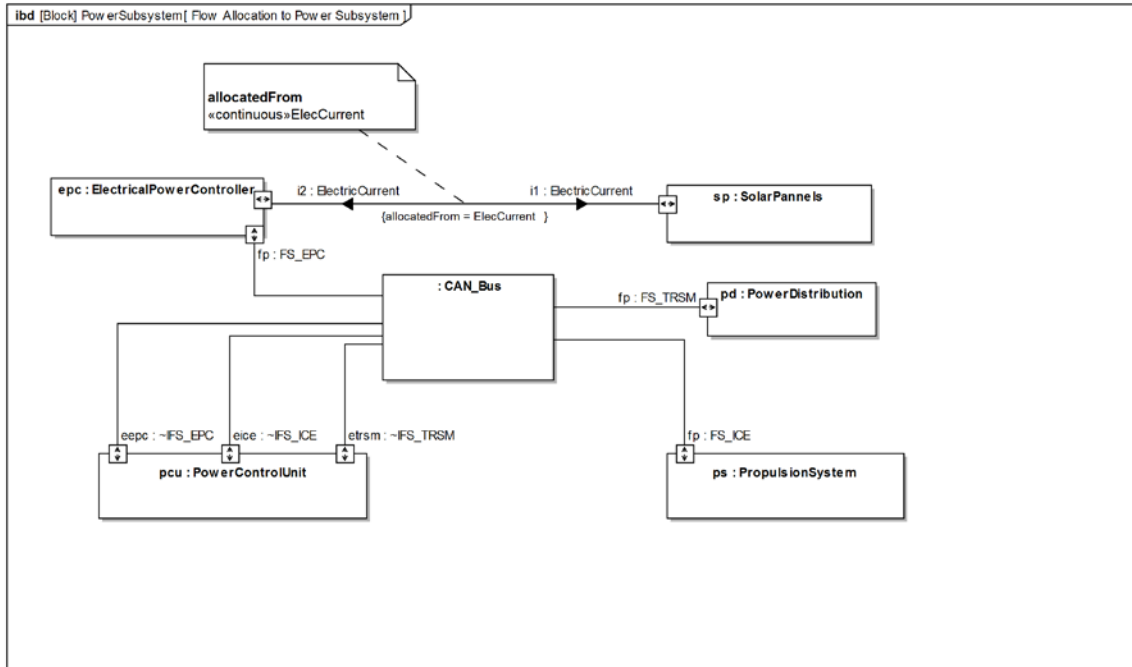 ibd [Block] PowerSubsystem[ Flow Allocation to Power Subsystem ]
allocatedFrom
«continuous»ElecCurrent
epc : ElectricalPowerController
i2 : ElectricCurrent
i1 : ElectricCurrent
sp : SolarPannels
{allocatedFrom = ElecCurrent }
fp : FS_EPC
: CAN_Bus
fp : FS_TRSM
pd : PowerDistribution
eepc : ~IFS_EPC
eice : ~IFS_ICE
etrsm : ~IFS_TRSM
fp : FS_ICE
pcu : PowerControlUnit
ps : PropulsionSystem